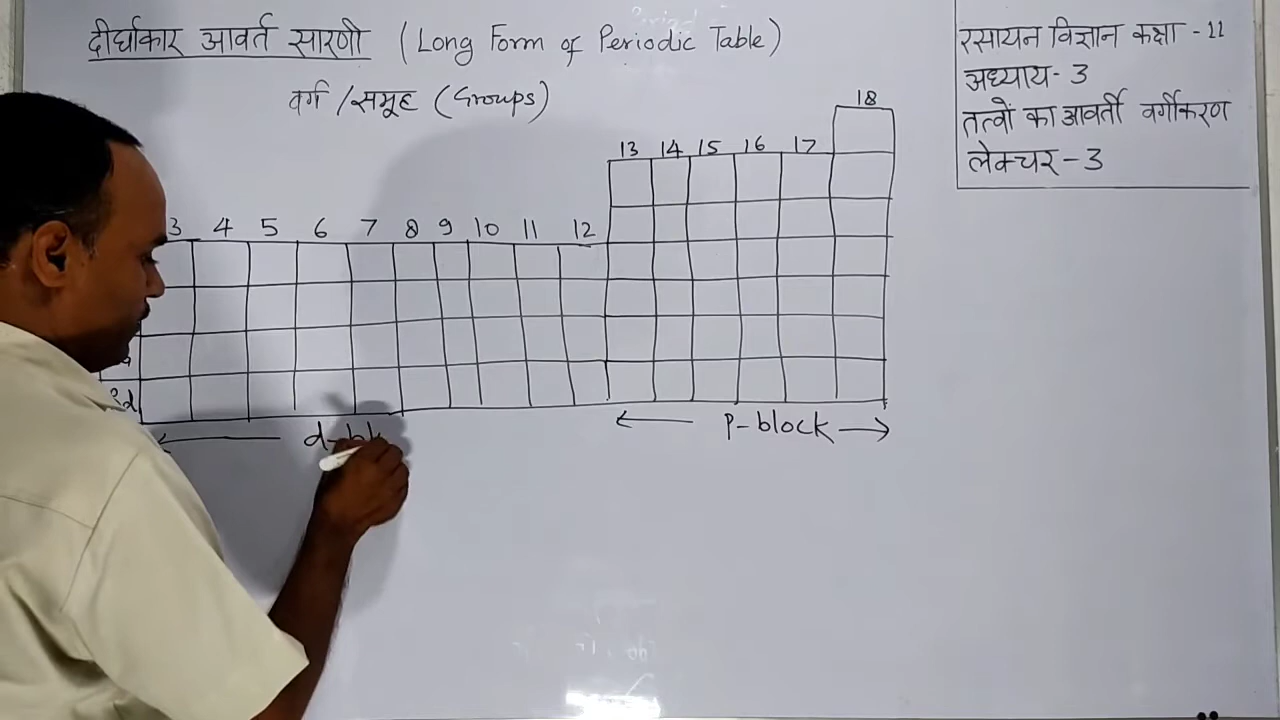 दीर्घाकार आवर्त सारणी (Long Form of Periodic Table)
वर्ग /समूह (Groups)
रसायन विज्ञान कक्षा - 11
अध्याय - 3
तत्वों का आवर्ती वर्गीकरण
लेक्चर - 3
18
13 14 15 16 17
3 4 5 6 7 8 9 10 11 12
d-bl
P-block